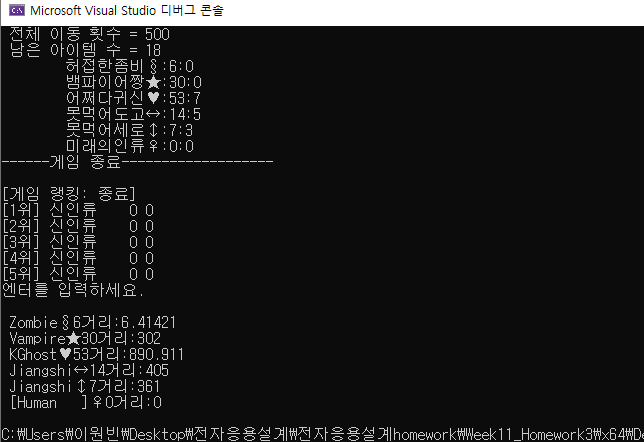 Microsoft Visual Studio 디버그 콘솔
전체 이동 횟수 = 500
남은 아이템 수 = 18
허접한좀비§:6:0
뱀파이어짱★:30:0
어쩌다귀신♥:53:7
못먹어도고↔:14:5
못먹어세로↕:7:3
미래의인류♀:0:0
------게임 종료-------------------
[게임 랭킹: 종료]
[1위] 신인류 0 0
[2위] 신인류 0 0
[3위] 신인류 0 0
[4위] 신인류 0 0
[5위] 신인류 0 0
엔터를 입력하세요.
Zombie§6거리:6.41421
Vampire★30거리:302
KGhost♥53거리:890.911
Jiangshi↔14거리:405
Jiangshi↕7거리:361
[Human ]♀0거리:0
C:₩Users₩이원빈₩Desktop₩전자응용설계₩전자응용설계homework₩Week11_Homework3₩x64₩D